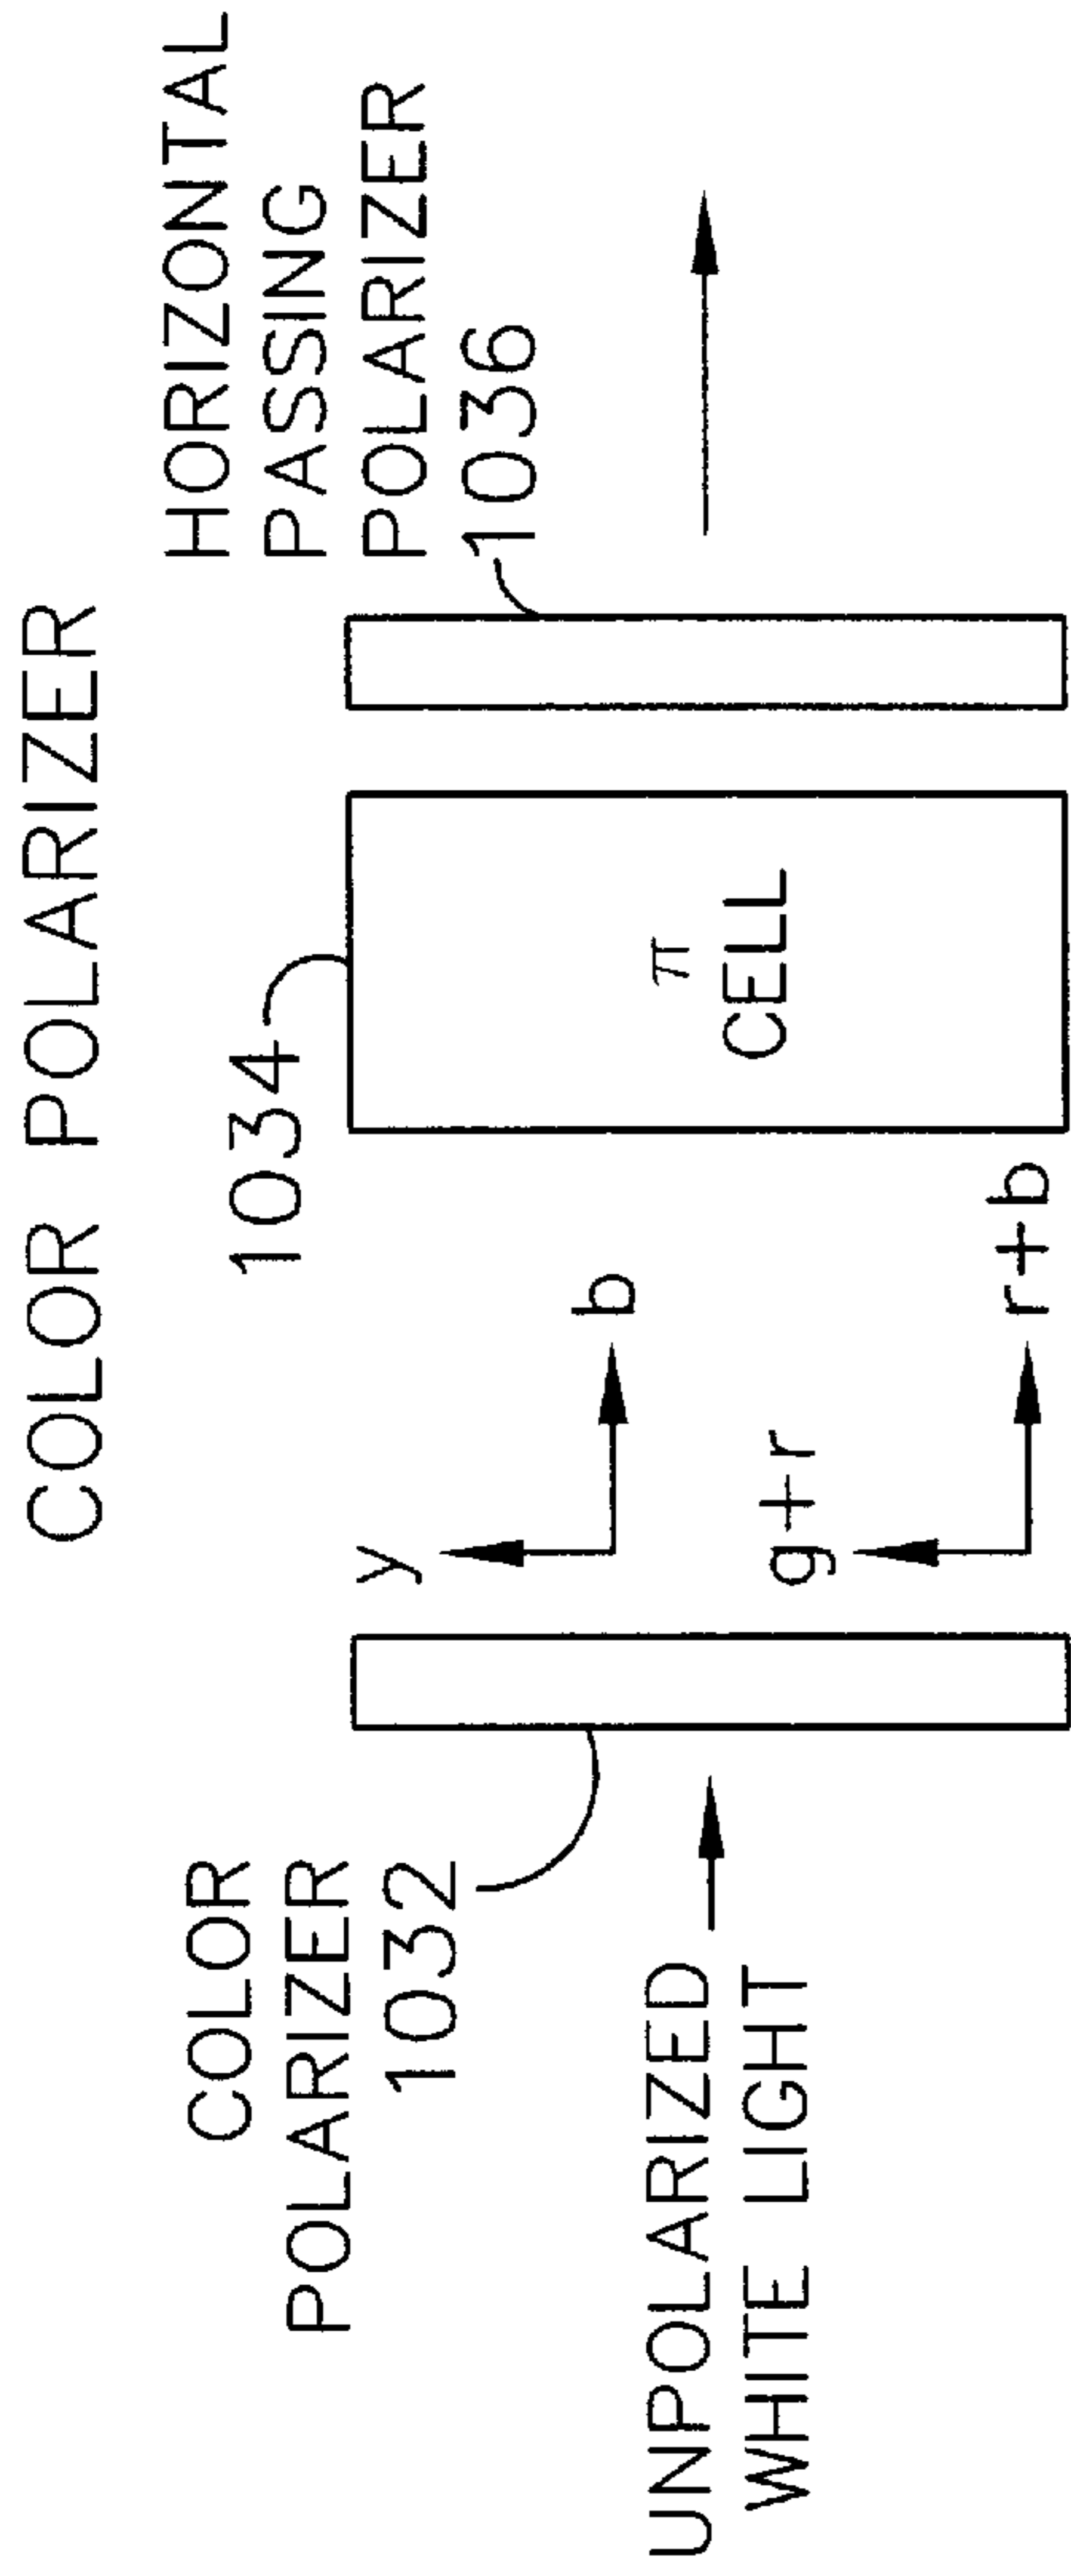 COLOR POLARIZER
COLOR
POLARIZER
1032
UNPOLARIZED
WHITE LIGHT
y
b
g+r
r+b
1034
π
CELL
HORIZONTAL
PASSING
POLARIZER
1036